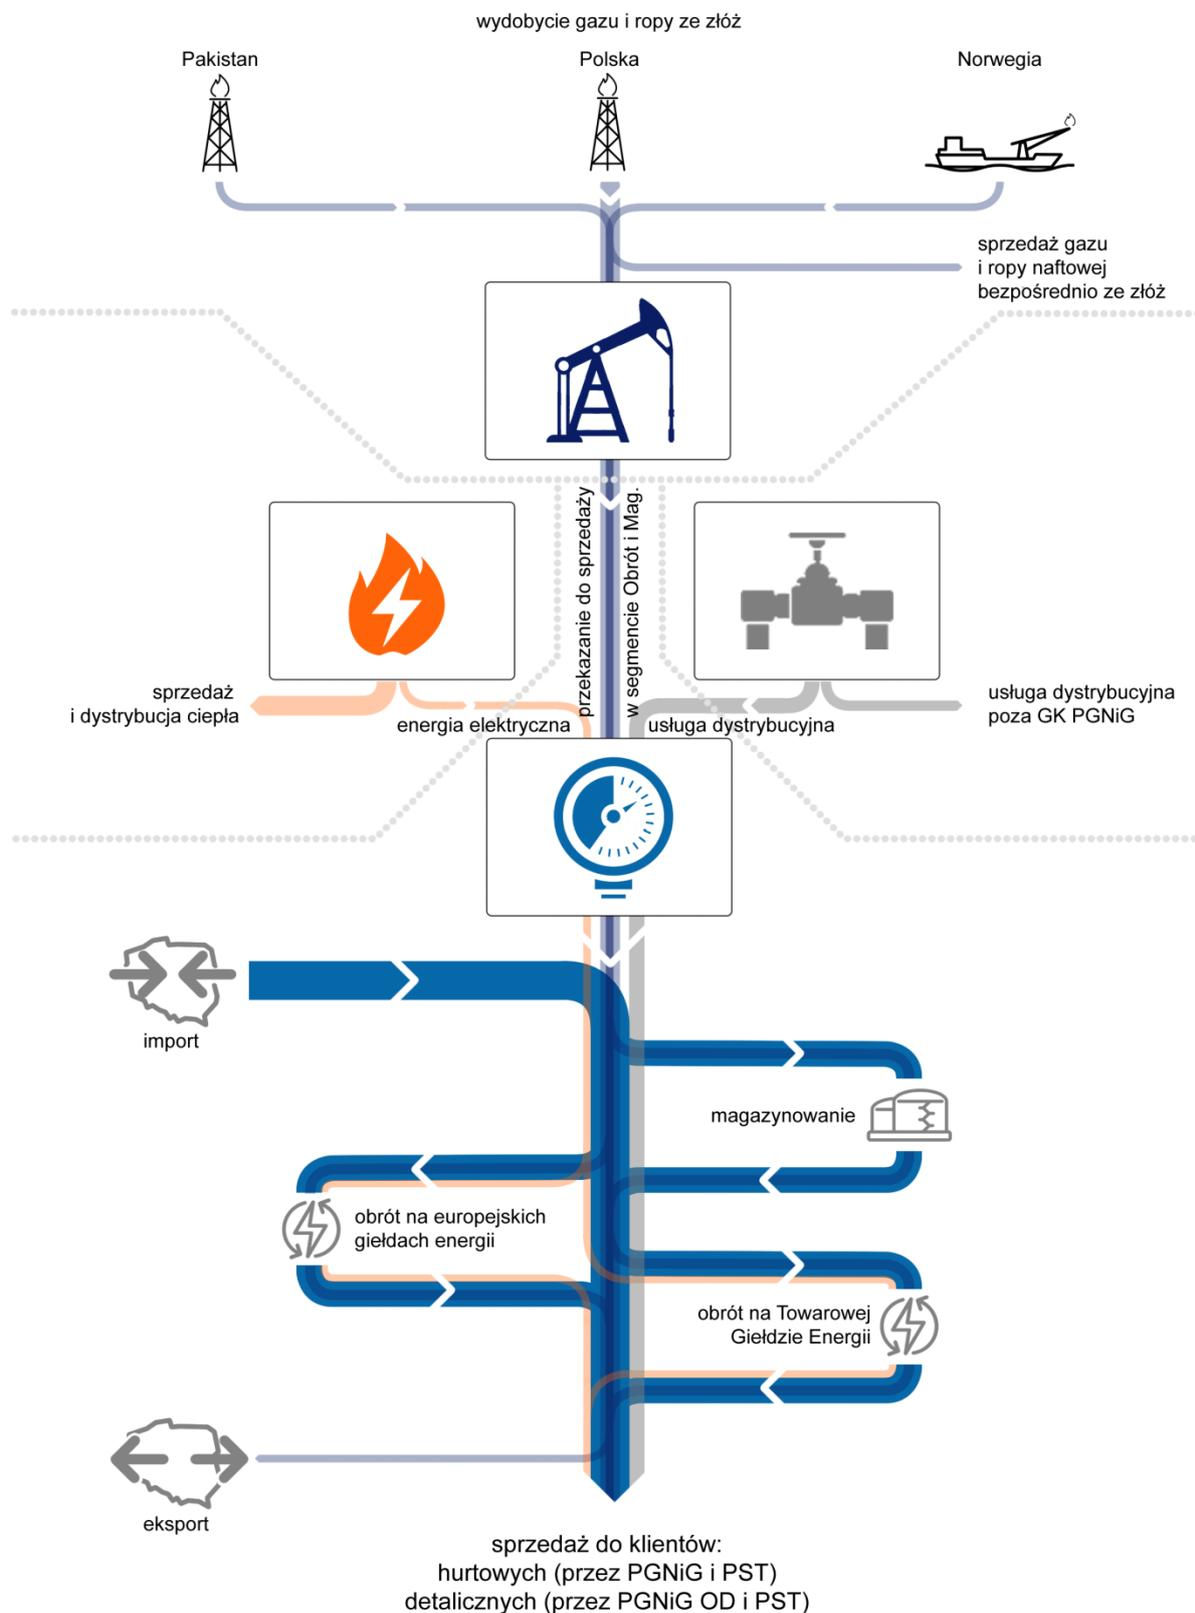 wydobycie gazu i ropy ze złóż
Pakistan
Polska
Norwegia
sprzedaż gazu
i ropy naftowej
bezpośrednio ze złóż
przekazanie do sprzedaży
w segmencie Obrót i Mag.
sprzedaż
i dystrybucja ciepła
energia elektryczna
usługa dystrybucyjna
usługa dystrybucyjna
poza GK PGNiG
import
magazynowanie
obrót na europejskich
giełdach energii
obrót na Towarowej
Giełdzie Energii
eksport
sprzedaż do klientów:
hurtowych (przez PGNiG i PST)
detalicznych (przez PGNiG OD i PST)